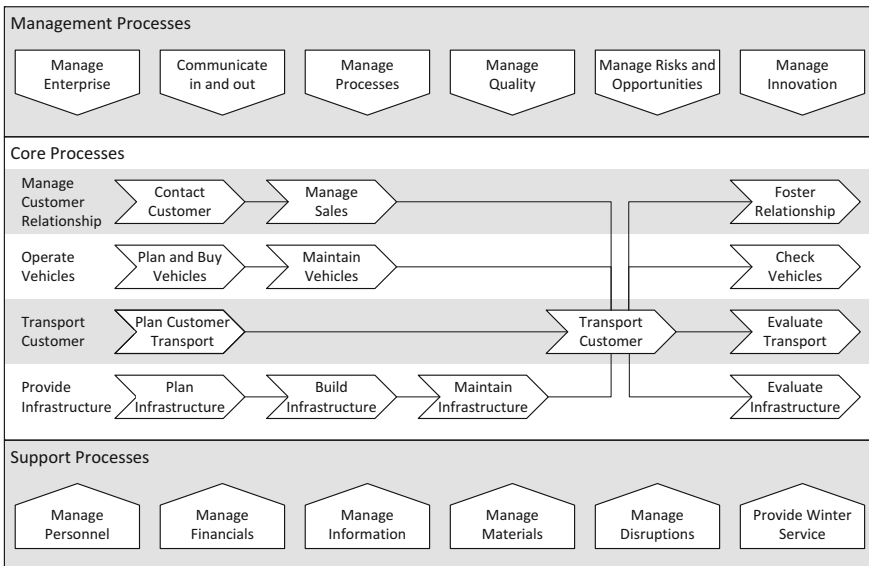 Management Processes
Manage
Enterprise
Communicate
in and out
Manage
Processes
Manage
Quality
Manage Risks and
Opportunities
Manage
Innovation
Core Processes
Manage
Customer
Relationship
Contact
Customer
Manage
Sales
Foster
Relationship
Operate
Vehicles
Plan and Buy
Vehicles
Maintain
Vehicles
Check
Vehicles
Transport
Customer
Plan Customer
Transport
Transport
Customer
Evaluate
Transport
Provide
Infrastructure
Plan
Infrastructure
Build
Infrastructure
Maintain
Infrastructure
Evaluate
Infrastructure
Support Processes
Manage
Personnel
Manage
Financials
Manage
Information
Manage
Materials
Manage
Disruptions
Provide Winter
Service